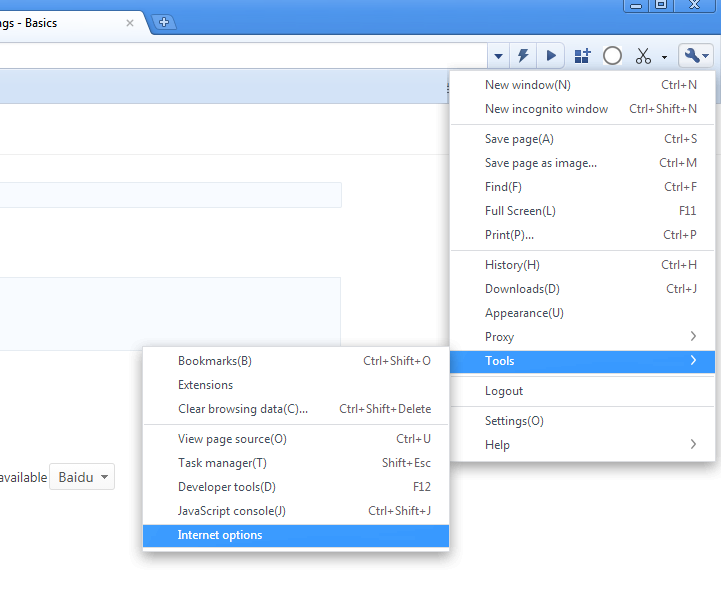 ngs - Basics
New window(N) Ctrl+N
New incognito window Ctrl+Shift+N
Save page(A) Ctrl+S
Save page as image... Ctrl+M
Find(F) Ctrl+F
Full Screen(L) F11
Print(P)... Ctrl+P
History(H) Ctrl+H
Downloads(D) Ctrl+J
Appearance(U)
Proxy
Tools
Logout
Settings(O)
Help
Bookmarks(B) Ctrl+Shift+O
Extensions
Clear browsing data(C)... Ctrl+Shift+Delete
View page source(O) Ctrl+U
Task manager(T) Shift+Esc
Developer tools(D) F12
JavaScript console(J) Ctrl+Shift+J
Internet options
available Baidu